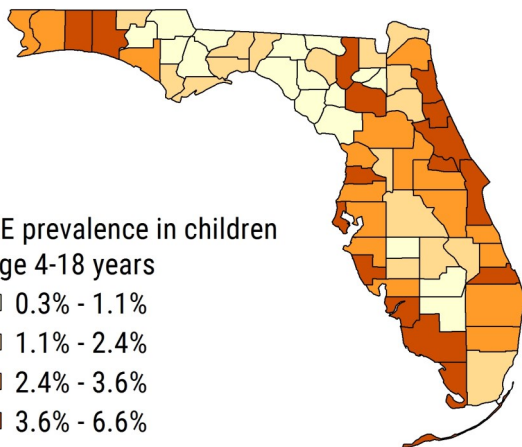 E prevalence in children
ge 4-18 years
0.3% - 1.1%
1.1% - 2.4%
2.4% - 3.6%
3.6% - 6.6%